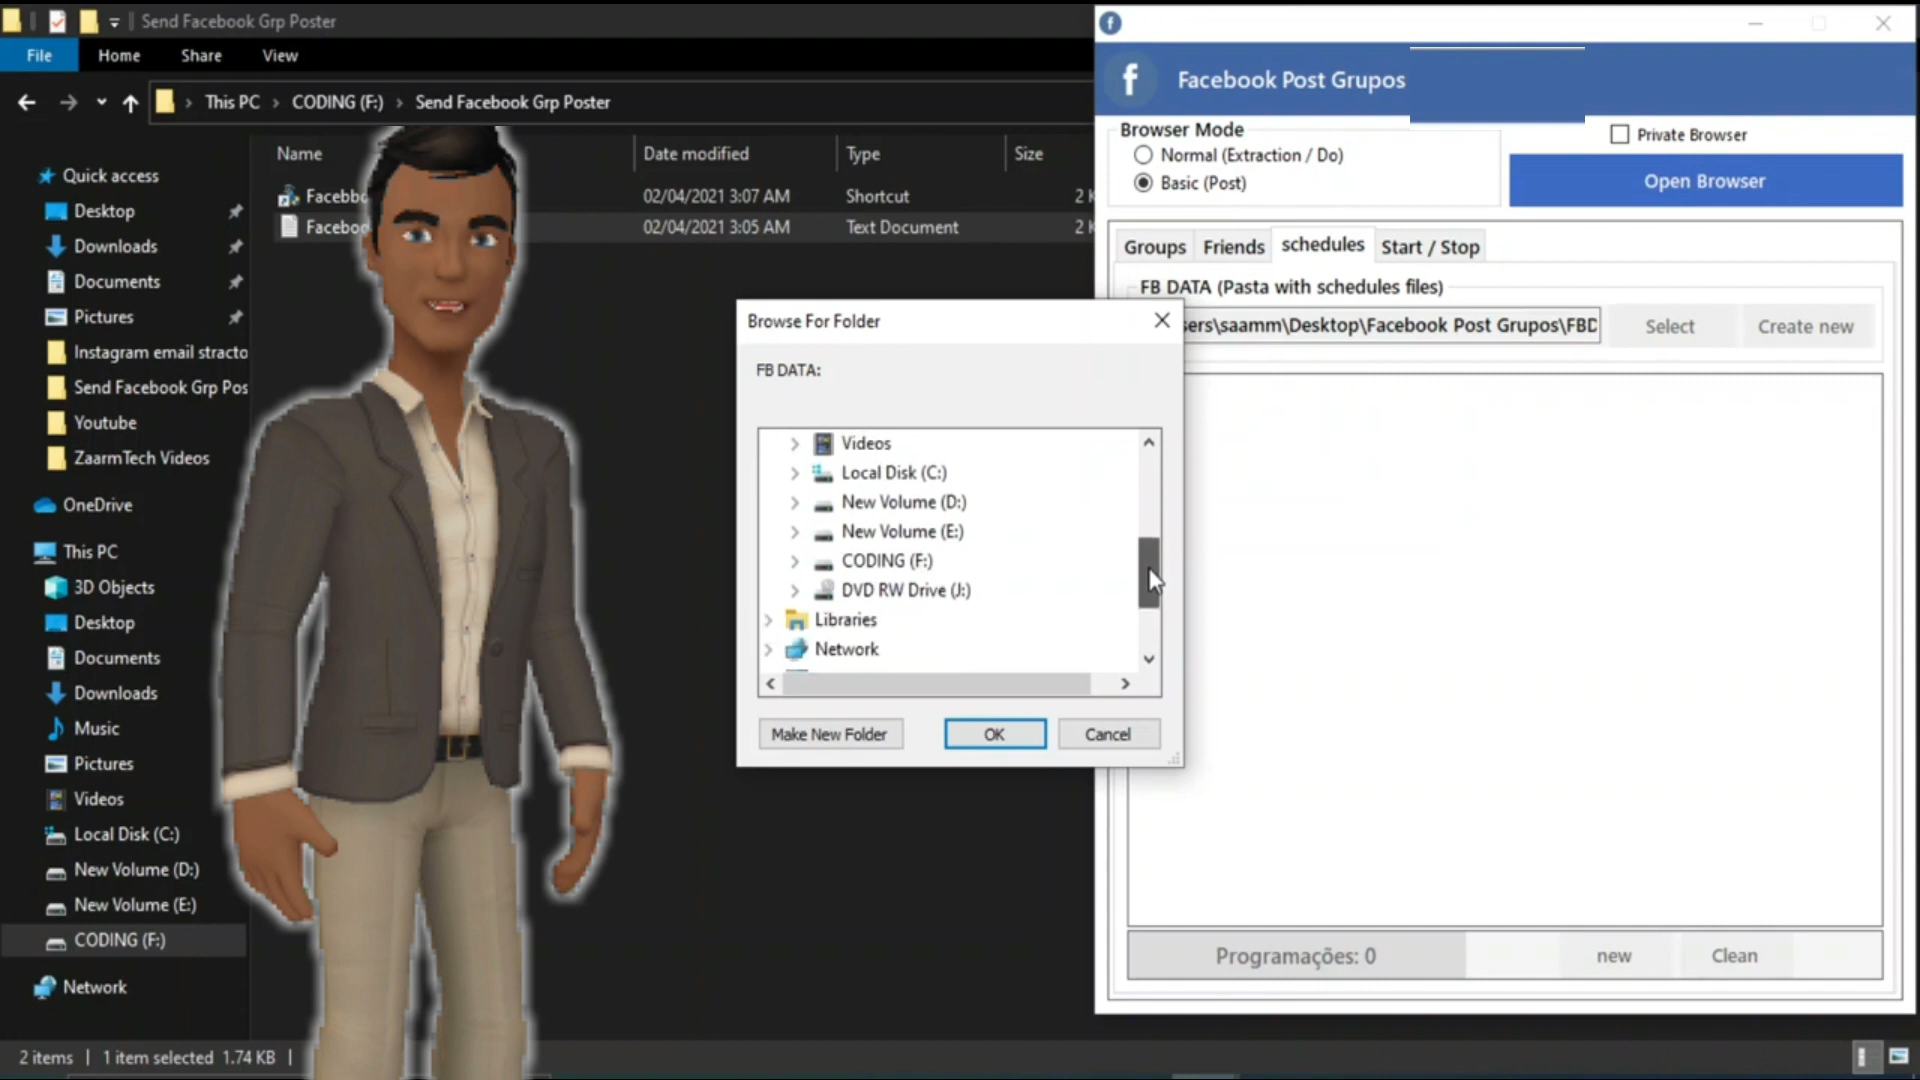 Send Facebook Grp Poster
File Home Share View
This PC CODING (F:) Send Facebook Grp Poster
Name Date modified Type Size
02/04/2021 3:07 AM Shortcut 2
02/04/2021 3:05 AM Text Document 2
Quick access
Desktop
Downloads
Documents
Pictures
Instagram email stracto
Send Facebook Grp Pos
Youtube
ZaarmTech Videos
OneDrive
This PC
3D Objects
Desktop
Documents
Downloads
Music
Pictures
Videos
Local Disk (C:)
New Volume (D:)
New Volume (E:)
CODING (F:)
Network
2 items 1 item selected 1.74 KB
Browse For Folder
FB DATA:
Videos
Local Disk (C:)
New Volume (D:)
New Volume (E:)
CODING (F:)
DVD RW Drive (J:)
Libraries
Network
Make New Folder OK Cancel
Facebook Post Grupos
Browser Mode
Normal (Extraction / Do)
Basic (Post)
Private Browser
Open Browser
Groups Friends schedules Start / Stop
FB DATA (Pasta with schedules files)
sers\saamm\Desktop\Facebook Post Grupos\FBD
Select Create new
Programações: 0 new Clean